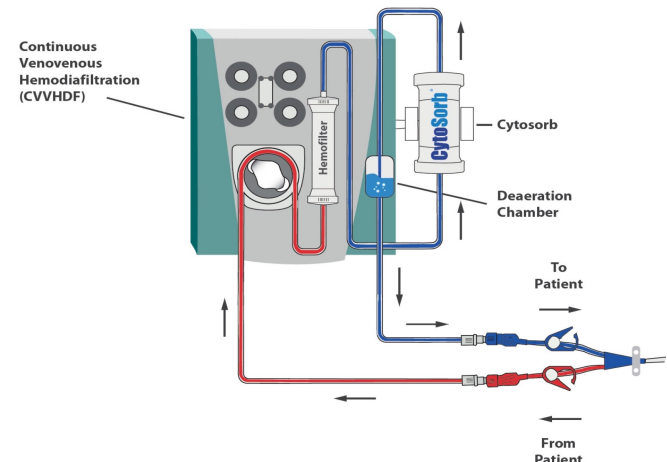 Continuous
Venovenous
Hemodiafiltration
(CVVHDF)
Hemofilter
CytoSorb
Cytosorb
Deaeration
Chamber
To
Patient
From
Patient